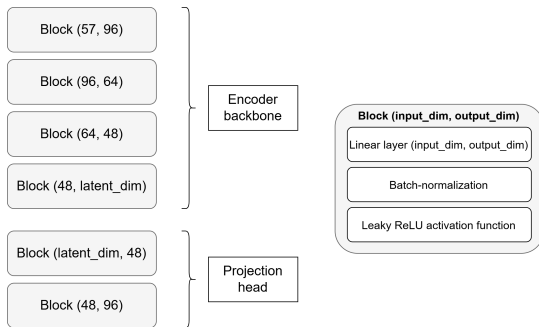 Block (57, 96)
Block (96, 64)
Block (64, 48)
Block (48, latent_dim)
Encoder
backbone
Block (latent_dim, 48)
Block (48, 96)
Projection
head
Block (input_dim, output_dim)
Linear layer (input_dim, output_dim)
Batch-normalization
Leaky ReLU activation function